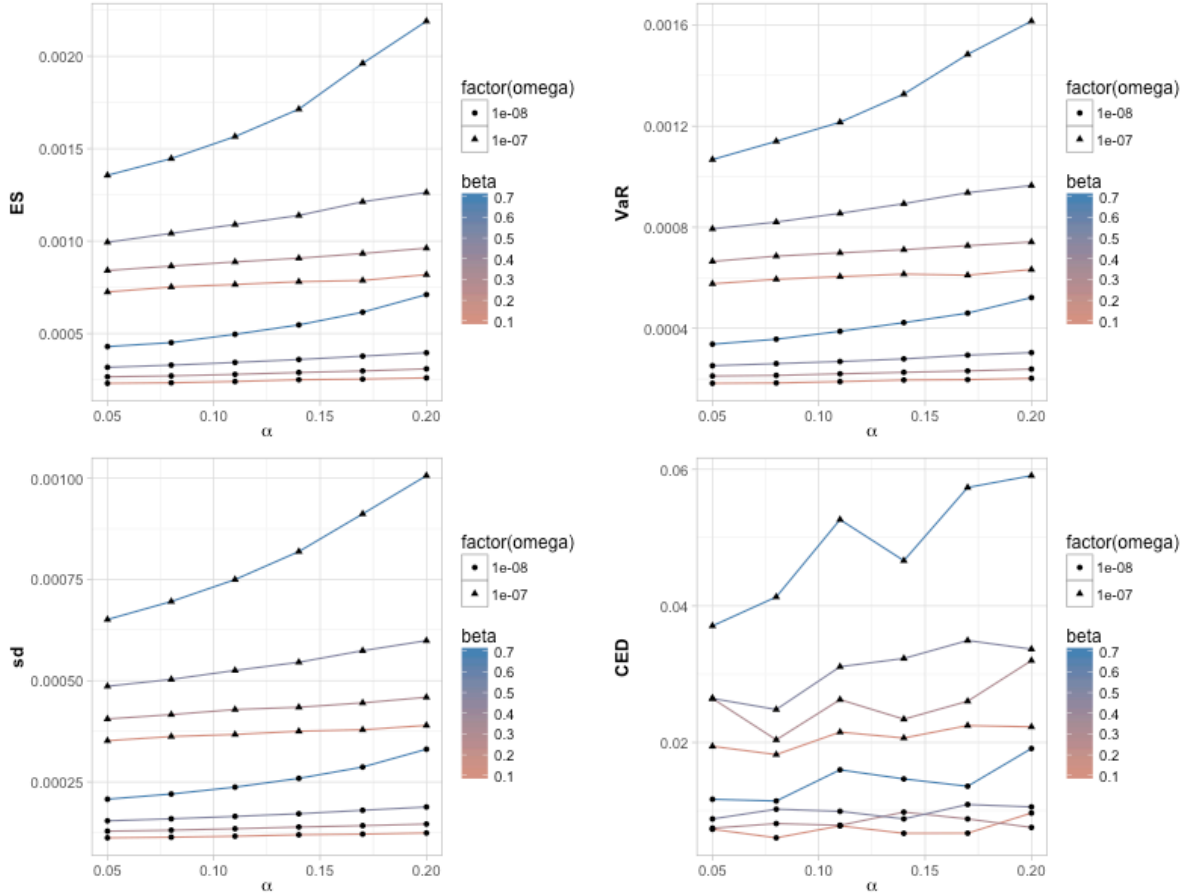 ES
0.0020
0.0015
0.0010
0.0005
0.05 0.10 0.15 0.20
α
factor(omega)
1e-08
1e-07
beta
0.7
0.6
0.5
0.4
0.3
0.2
0.1
VaR
0.0016
0.0012
0.0008
0.0004
0.05 0.10 0.15 0.20
α
factor(omega)
1e-08
1e-07
beta
0.7
0.6
0.5
0.4
0.3
0.2
0.1
sd
0.00100
0.00075
0.00050
0.00025
0.05 0.10 0.15 0.20
α
factor(omega)
1e-08
1e-07
beta
0.7
0.6
0.5
0.4
0.3
0.2
0.1
CED
0.06
0.04
0.02
0.05 0.10 0.15 0.20
α
factor(omega)
1e-08
1e-07
beta
0.7
0.6
0.5
0.4
0.3
0.2
0.1